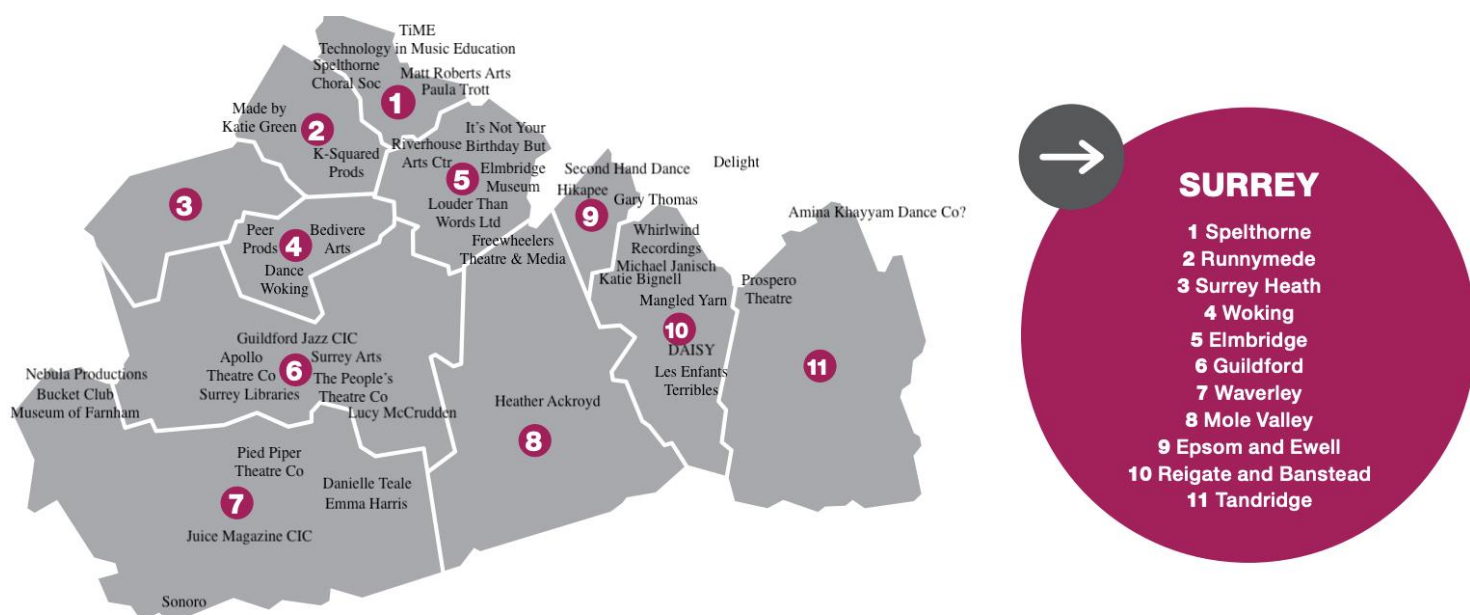 TiME
Technology in Music Education
Spelthorne
Choral Soc
Matt Roberts Arts
Paula Trott
1
Made by
Katie Green
2
K-Squared
Prods
It's Not Your
Birthday But
Riverhouse
Arts Ctr
5
Elmbridge
Museum
Louder Than
Words Ltd
Freewheelers
Theatre & Media
3
Peer
Prods
4
Bedivere
Arts
Dance
Woking
Second Hand Dance
Hikapee
9
Gary Thomas
Delight
Amina Khayyam Dance Co?
Whirlwind
Recordings
Michael Janisch
Katie Bignell
Mangled Yarn
10
DAISY
Les Enfants
Terribles
Prospero
Theatre
11
Guildford Jazz CIC
Apollo
Theatre Co
6
Surrey Arts
Surrey Libraries
The People's
Theatre Co
Lucy McCrudden
Nebula Productions
Bucket Club
Museum of Farnham
Heather Ackroyd
8
Pied Piper
Theatre Co
7
Danielle Teale
Emma Harris
Juice Magazine CIC
Sonoro
SURREY
1 Spelthorne
2 Runnymede
3 Surrey Heath
4 Woking
5 Elmbridge
6 Guildford
7 Waverley
8 Mole Valley
9 Epsom and Ewell
10 Reigate and Banstead
11 Tandridge